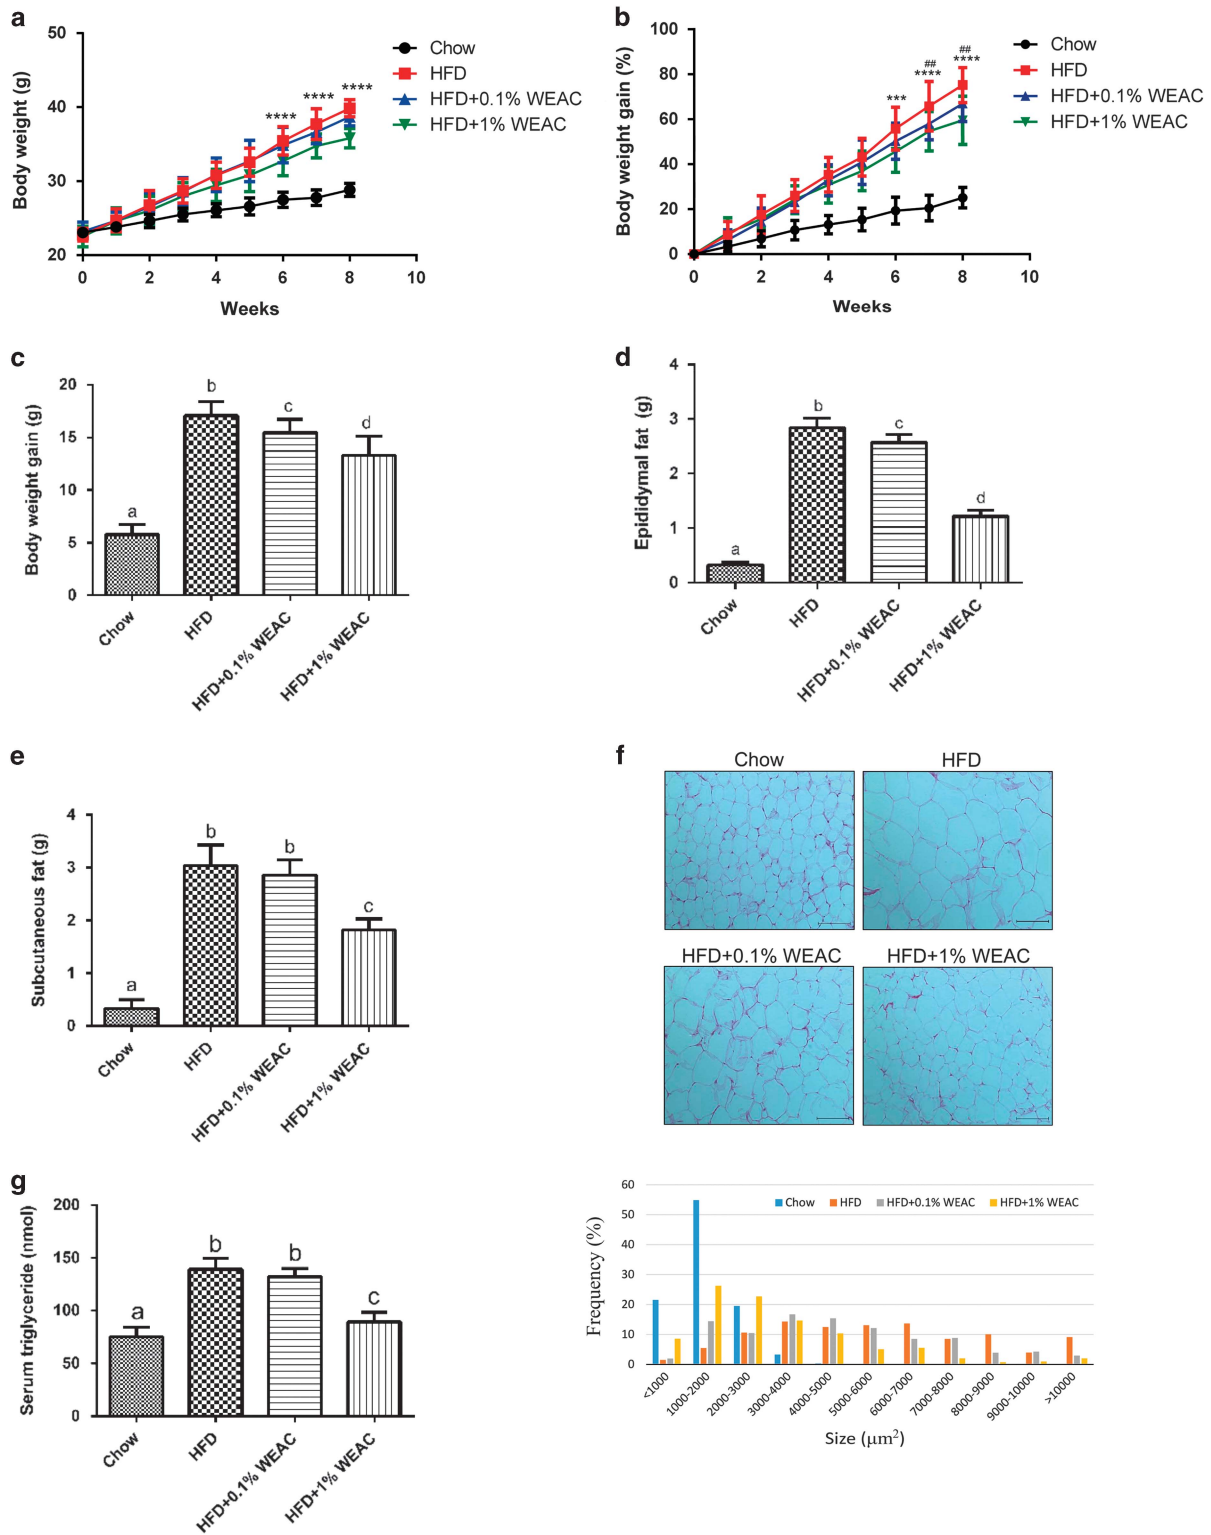 a
50
40
30
20
0 2 4 6 8 10
Body weight (g)
Weeks
**** **** ****
Chow
HFD
HFD+0.1% WEAC
HFD+1% WEAC
b
100
80
60
40
20
0
0 2 4 6 8 10
Body weight gain (%)
Weeks
## ##
*** **** ****
Chow
HFD
HFD+0.1% WEAC
HFD+1% WEAC
c
20
15
10
5
0
Body weight gain (g)
a b c d
Chow HFD HFD+0.1% WEAC HFD+1% WEAC
d
4
3
2
1
0
Epididymal fat (g)
a b c d
Chow HFD HFD+0.1% WEAC HFD+1% WEAC
e
4
3
2
1
0
Subcutaneous fat (g)
a b b c
Chow HFD HFD+0.1% WEAC HFD+1% WEAC
f
Chow HFD
HFD+0.1% WEAC HFD+1% WEAC
60
50
40
30
20
10
0
Frequency (%)
Chow HFD HFD+0.1% WEAC HFD+1% WEAC
<1000 1000-2000 2000-3000 3000-4000 4000-5000 5000-6000 6000-7000 7000-8000 8000-9000 9000-10000 >10000
Size (μm²)
g
200
150
100
50
0
Serum triglyceride (nmol)
a b b c
Chow HFD HFD+0.1% WEAC HFD+1% WEAC